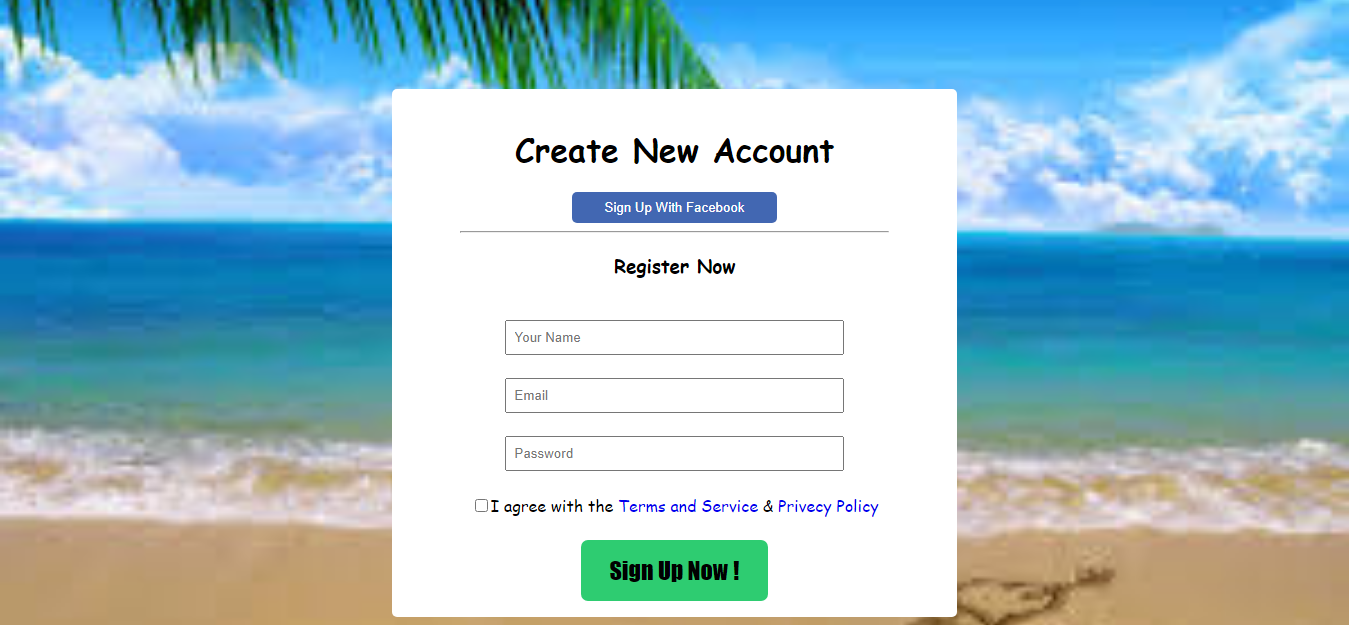 Create New Account
Sign Up With Facebook
Register Now
Your Name
Email
Password
I agree with the Terms and Service & Privecy Policy
Sign Up Now !